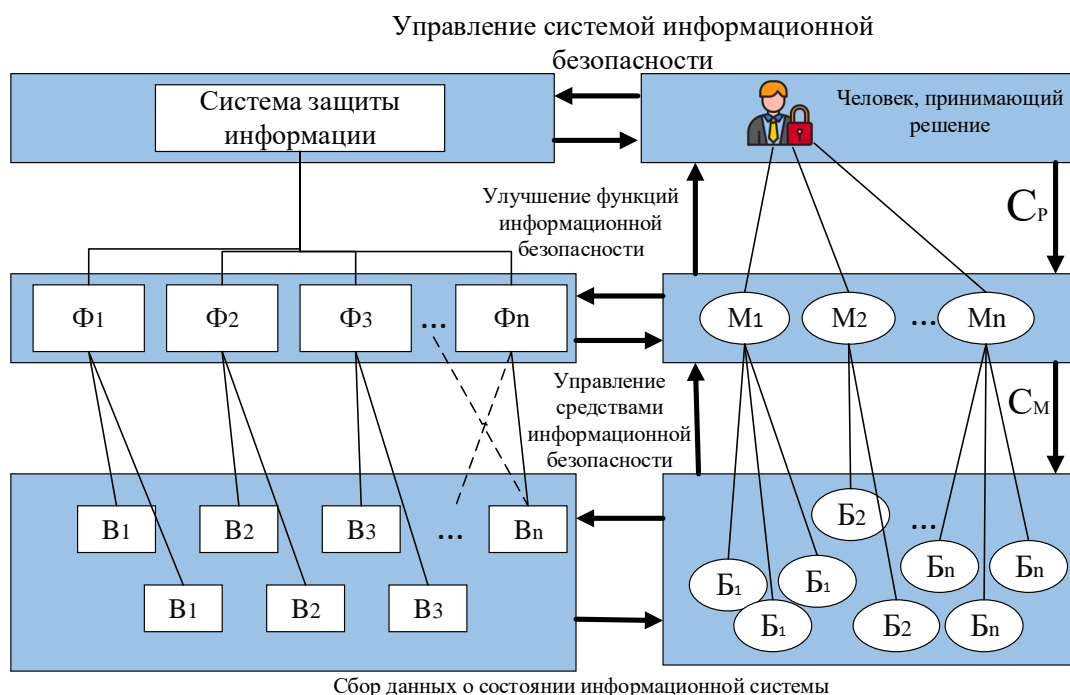 Управление системой информационной
безопасности
Система защиты
информации
Человек, принимающий
решение
Улучшение функций
информационной
безопасности
Cₚ
Ф1
Ф2
Ф3
...
Фn
М1
М2
...
Мn
Управление
средствами
информационной
безопасности
Cм
В1
В2
В3
...
Вn
Б2
...
Б1
Б1
Бn
Бn
В1
В2
В3
Б1
Б2
Бn
Сбор данных о состоянии информационной системы